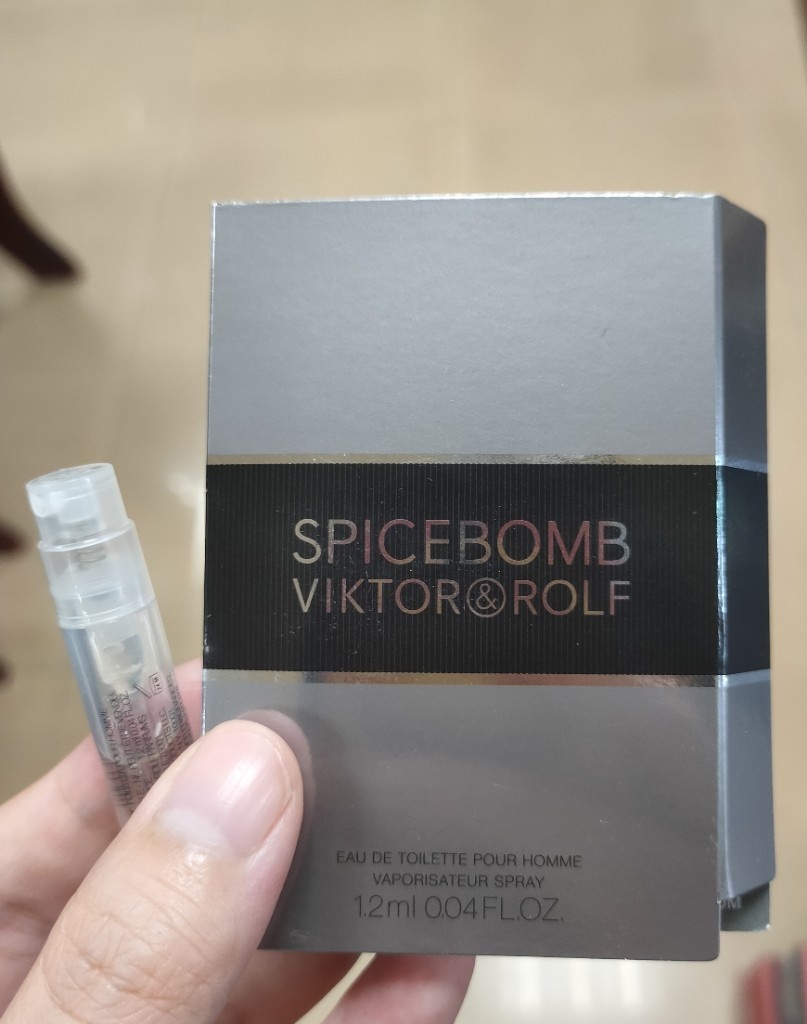 SPICEBOMB
VIKTOR&ROLF
EAU DE TOILETTE POUR HOMME
VAPORISATEUR SPRAY
1.2ml 0.04FL.OZ.